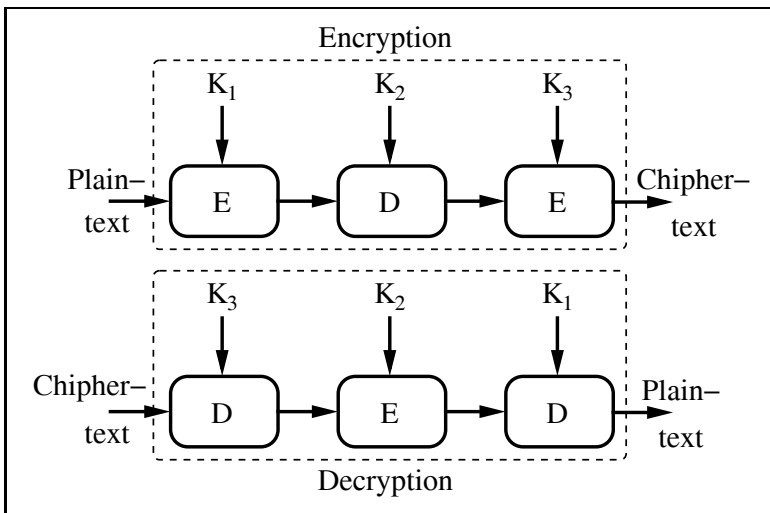 Encryption
K1 K2 K3
Plain– E D E Chipher–
text text
K3 K2 K1
Chipher– D E D Plain–
text text
Decryption